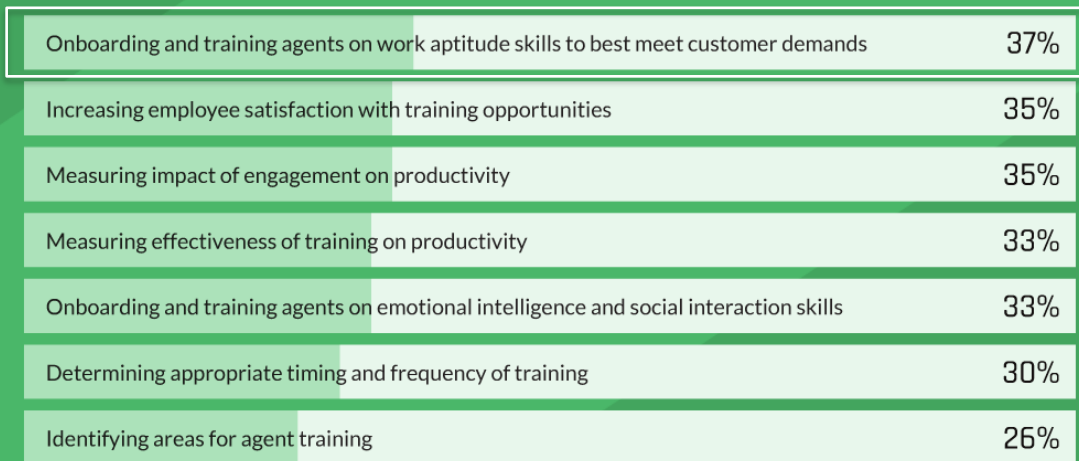 Onboarding and training agents on work aptitude skills to best meet customer demands 37%
Increasing employee satisfaction with training opportunities 35%
Measuring impact of engagement on productivity 35%
Measuring effectiveness of training on productivity 33%
Onboarding and training agents on emotional intelligence and social interaction skills 33%
Determining appropriate timing and frequency of training 30%
Identifying areas for agent training 26%